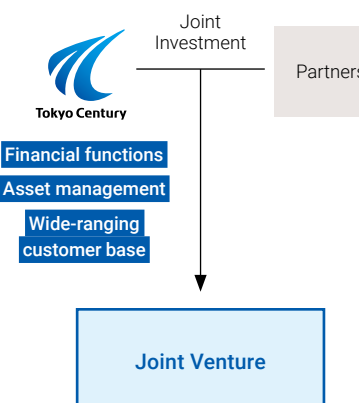 Joint
Investment
Partners
Tokyo Century
Financial functions
Asset management
Wide-ranging
customer base
Joint Venture